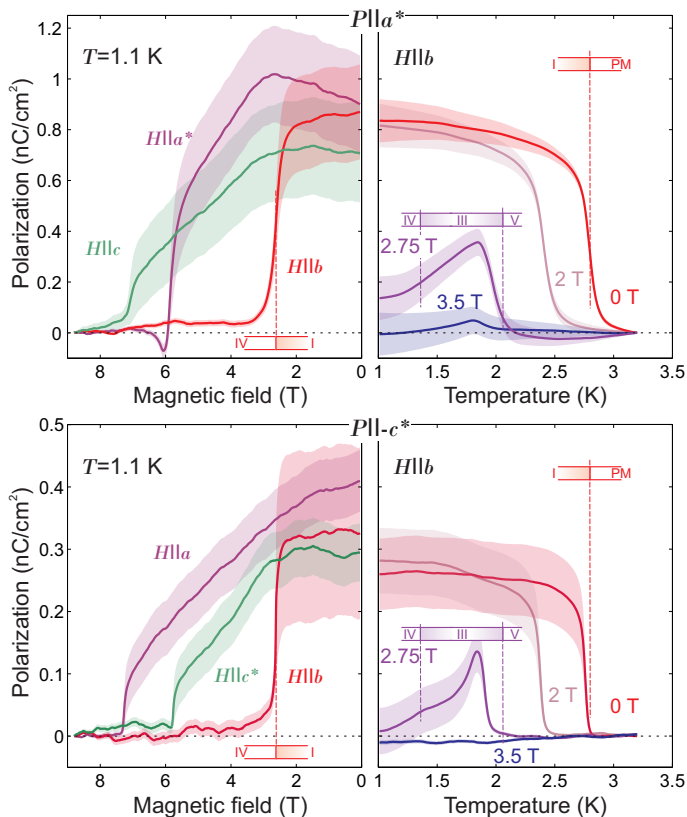 P||a*
T=1.1 K
H||a*
H||c
H||b
IV I
1.2
1.0
0.8
0.6
0.4
0.2
0
Polarization (nC/cm²)
8 6 4 2 0
Magnetic field (T)
H||b
I PM
IV III V
2.75 T
3.5 T
2 T
0 T
1 1.5 2 2.5 3 3.5
Temperature (K)
P||-c*
T=1.1 K
H||a
H||c*
H||b
IV I
0.5
0.4
0.3
0.2
0.1
0
Polarization (nC/cm²)
8 6 4 2 0
Magnetic field (T)
H||b
I PM
IV III V
2.75 T
2 T
0 T
3.5 T
1 1.5 2 2.5 3 3.5
Temperature (K)